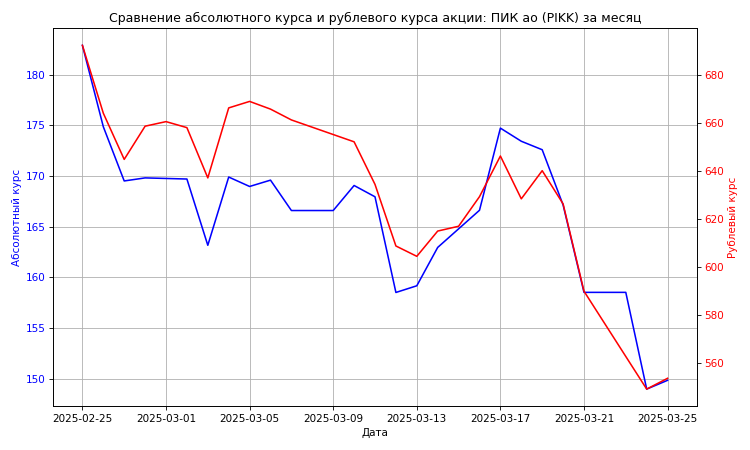 Сравнение абсолютного курса и рублевого курса акции: ПИК ао (PIKK) за месяц
Абсолютный курс
180
175
170
165
160
155
150
680
660
640
620
600
580
560
Рублевый курс
2025-02-25 2025-03-01 2025-03-05 2025-03-09 2025-03-13 2025-03-17 2025-03-21 2025-03-25
Дата